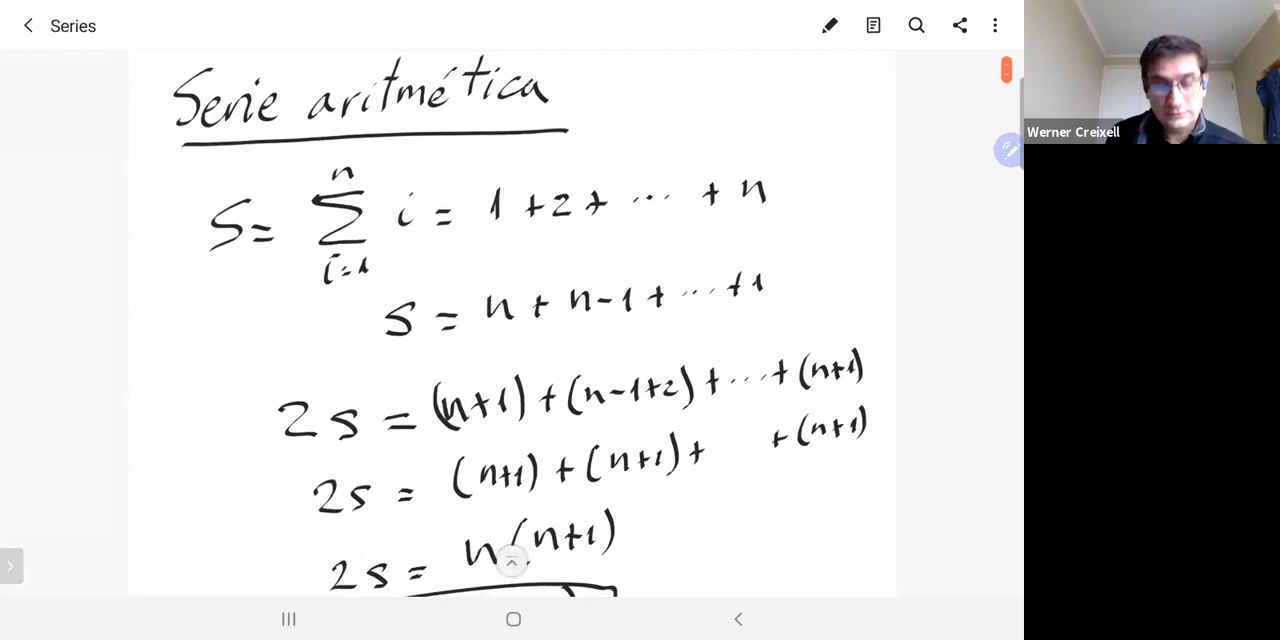 Series
Werner Creixell
Serie aritmética
S = \sum_{i=1}^{n} i = 1 + 2 + ... + n
S = n + n-1 + ... + 1
2S = (n+1) + (n-1+2) + ... + (n+1)
2S = (n+1) + (n+1) + + (n+1)
2S = n(n+1)